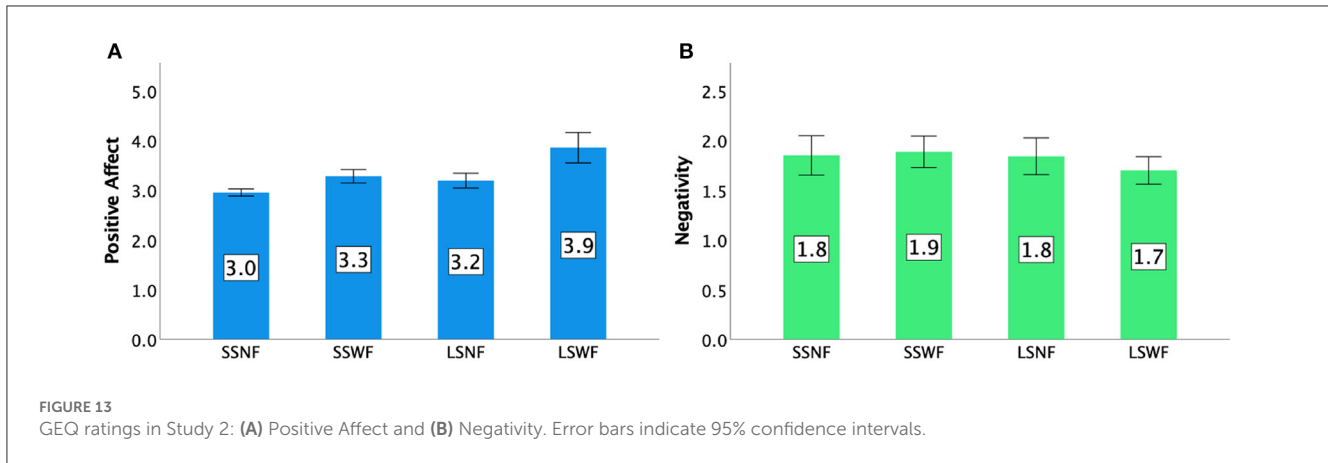 A
Positive Affect
5.0
4.0
3.0
2.0
1.0
0.0
3.0
3.3
3.2
3.9
SSNF SSWF LSNF LSWF
B
Negativity
2.5
2.0
1.5
1.0
0.5
0.0
1.8
1.9
1.8
1.7
SSNF SSWF LSNF LSWF
FIGURE 13
GEQ ratings in Study 2: (A) Positive Affect and (B) Negativity. Error bars indicate 95% confidence intervals.